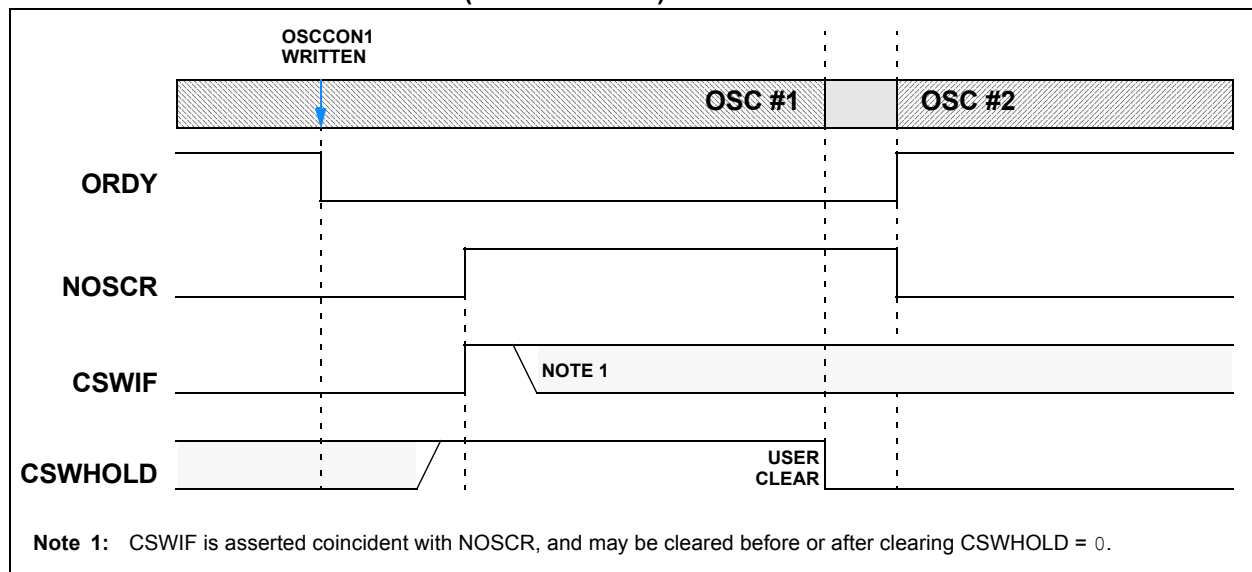 OSCCON1
WRITTEN
OSC #1
OSC #2
ORDY
NOSCR
CSWIF
NOTE 1
CSWHOLD
USER
CLEAR
Note 1: CSWIF is asserted coincident with NOSCR, and may be cleared before or after clearing CSWHOLD = 0.